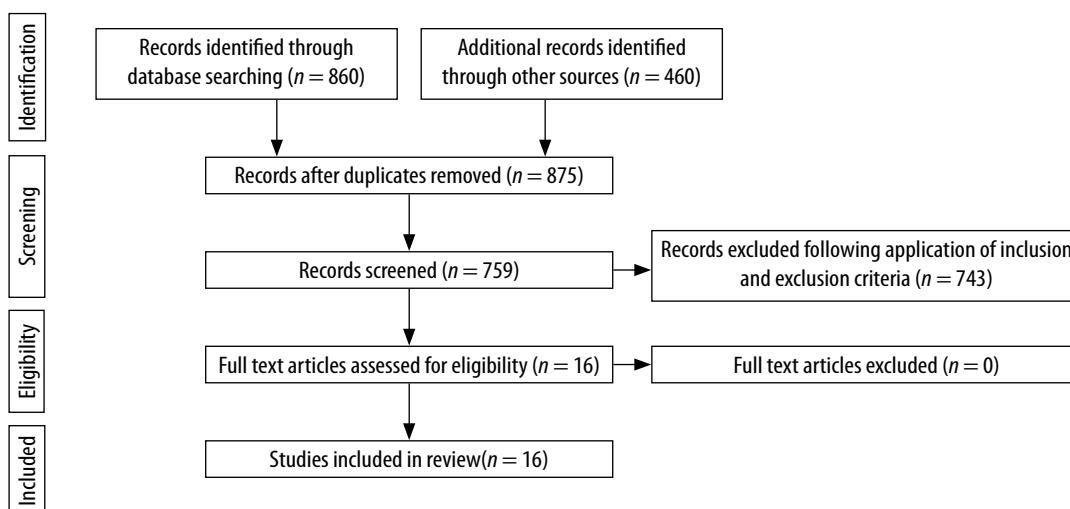 Identification
Records identified through
database searching (n = 860)
Additional records identified
through other sources (n = 460)
Screening
Records after duplicates removed (n = 875)
Records screened (n = 759)
Records excluded following application of inclusion
and exclusion criteria (n = 743)
Eligibility
Full text articles assessed for eligibility (n = 16)
Full text articles excluded (n = 0)
Included
Studies included in review(n = 16)